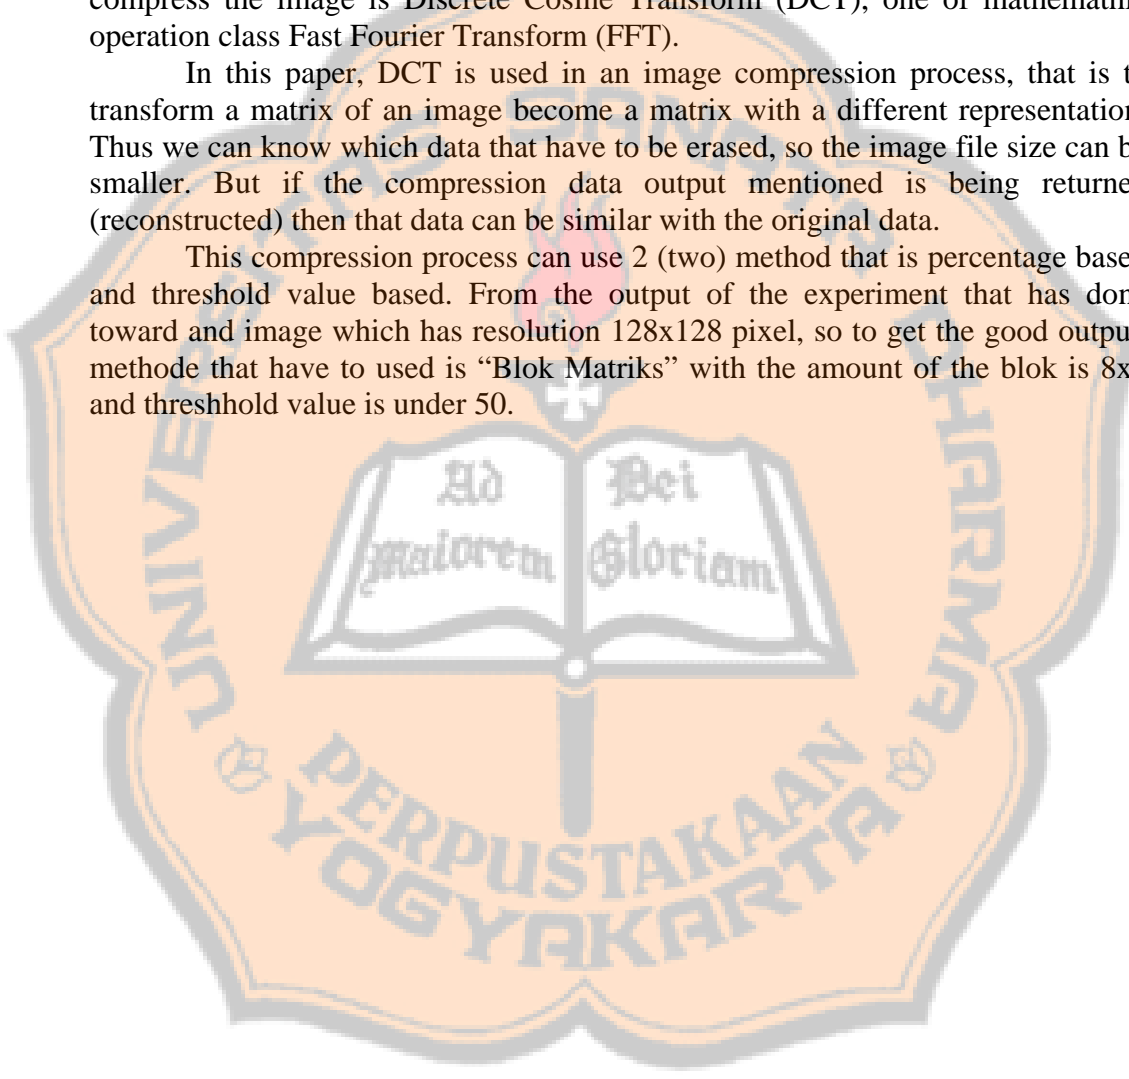 compress the image is Discrete Cosine Transform (DCT), one of
operation class Fast Fourier Transform (FFT).
In this paper, DCT is used in an image compression process, that is
transform a matrix of an image become a matrix with a different representation
Thus we can know which data that have to be erased, so the image file size can
smaller. But if the compression data output mentioned is being
(reconstructed) then that data can be similar with the original data.
This compression process can use 2 (two) method that is percentage
and threshold value based. From the output of the experiment that has
toward and image which has resolution 128x128 pixel, so to get the good
methode that have to used is “Blok Matriks” with the amount of the blok is 8x
and threshhold value is under 50.
UNIVERSITAS SANATA DHARMA
Ad Dei
Maiorem Gloriam
PERPUSTAKAAN
YOGYAKARTA